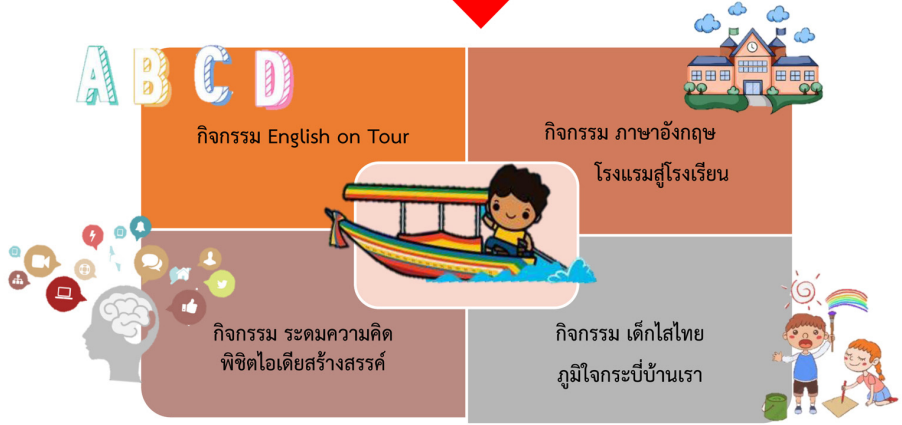 A B C D
กิจกรรม English on Tour
กิจกรรม ภาษาอังกฤษ
โรงแรมสู่โรงเรียน
กิจกรรม ระดมความคิด
พิชิตไอเดียสร้างสรรค์
กิจกรรม เด็กไสไทย
ภูมิใจกระบี่บ้านเรา